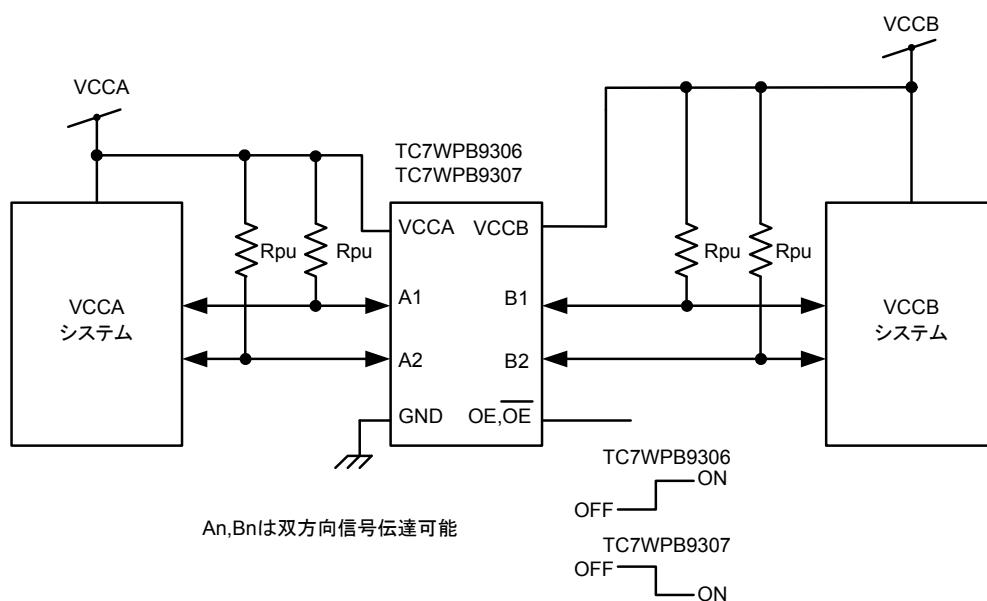 VCCB
VCCA
TC7WPB9306
TC7WPB9307
VCCA
VCCB
Rpu
Rpu
Rpu
Rpu
A1
B1
VCCA
システム
VCCB
システム
A2
B2
GND
OE,OE
TC7WPB9306
ON
OFF
An,Bnは双方向信号伝達可能
TC7WPB9307
OFF
ON